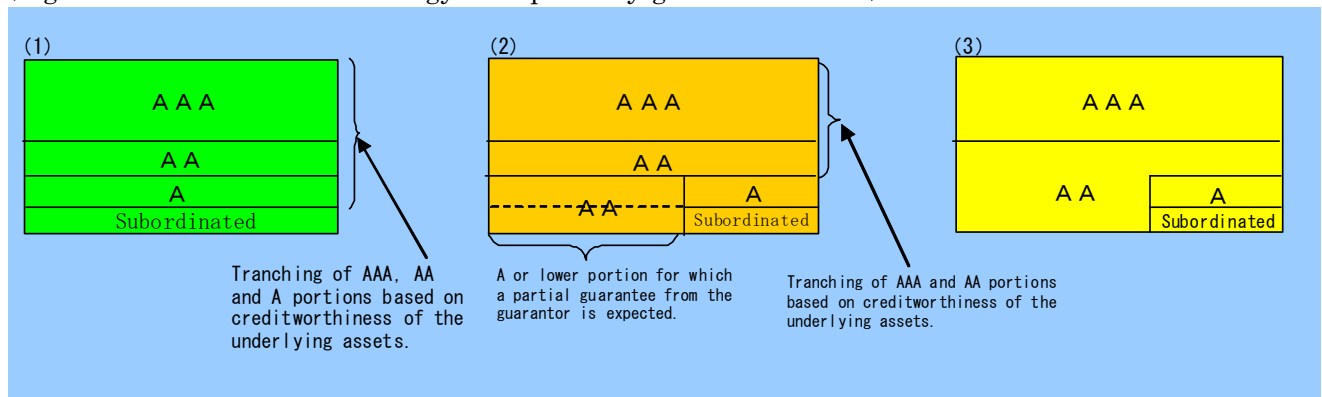 (1)
AAA
AA
A
Subordinated
Tranching of AAA, AA
and A portions based on
creditworthiness of the
underlying assets.
(2)
AAA
AA
AA
A
Subordinated
A or lower portion for which
a partial guarantee from the
guarantor is expected.
Tranching of AAA and AA portions
based on creditworthiness of the
underlying assets.
(3)
AAA
AA
A
Subordinated